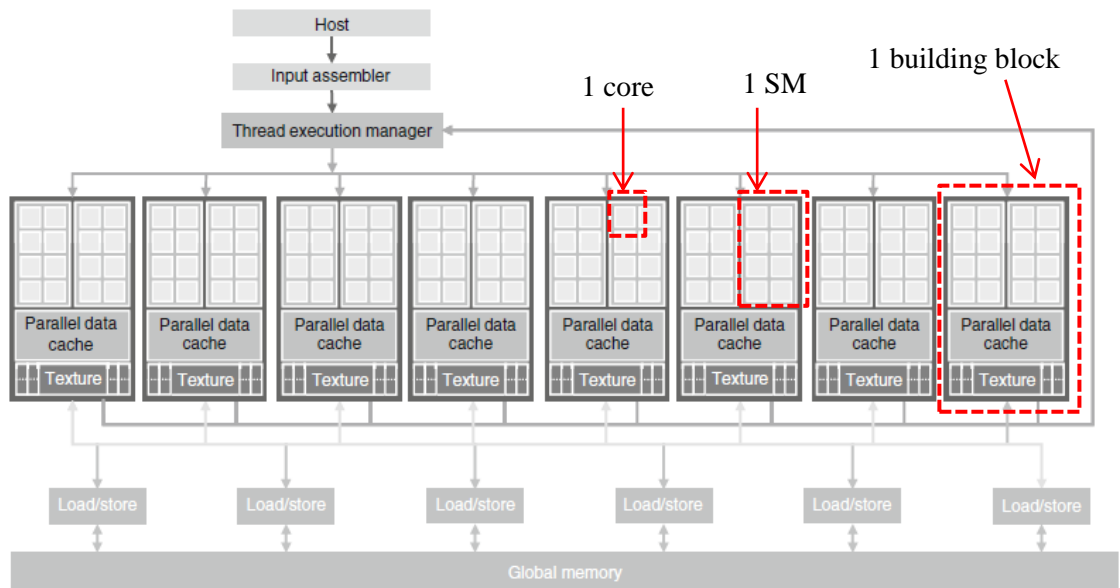 Host
Input assembler
Thread execution manager
1 core
1 SM
1 building block
Parallel data
cache
Parallel data
cache
Parallel data
cache
Parallel data
cache
Parallel data
cache
Parallel data
cache
Parallel data
cache
Parallel data
cache
Texture
Texture
Texture
Texture
Texture
Texture
Texture
Texture
Load/store
Load/store
Load/store
Load/store
Load/store
Load/store
Global memory